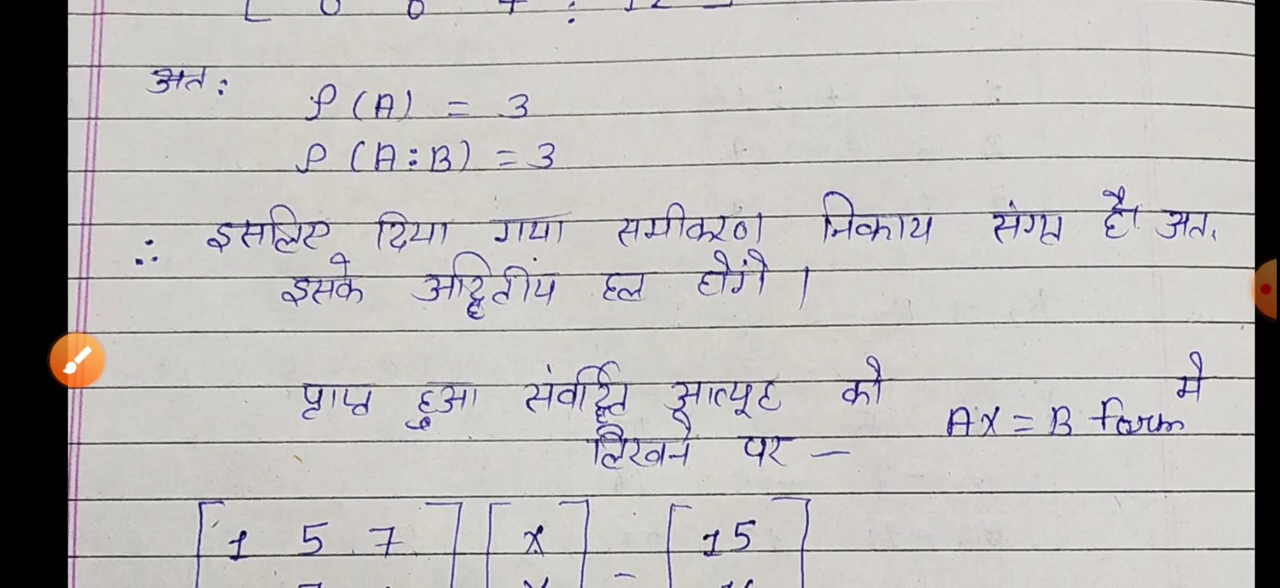 अतः
ρ(A) = 3
ρ(A:B) = 3
∴ इसलिए दिया गया समीकरण निकाय संगत है। अत.
इसके अद्वितीय हल होंगे।
प्राप्त हुआ संवर्द्धित आव्यूह को AX = B form में
लिखने पर —
[1 5 7] [x] = [15]